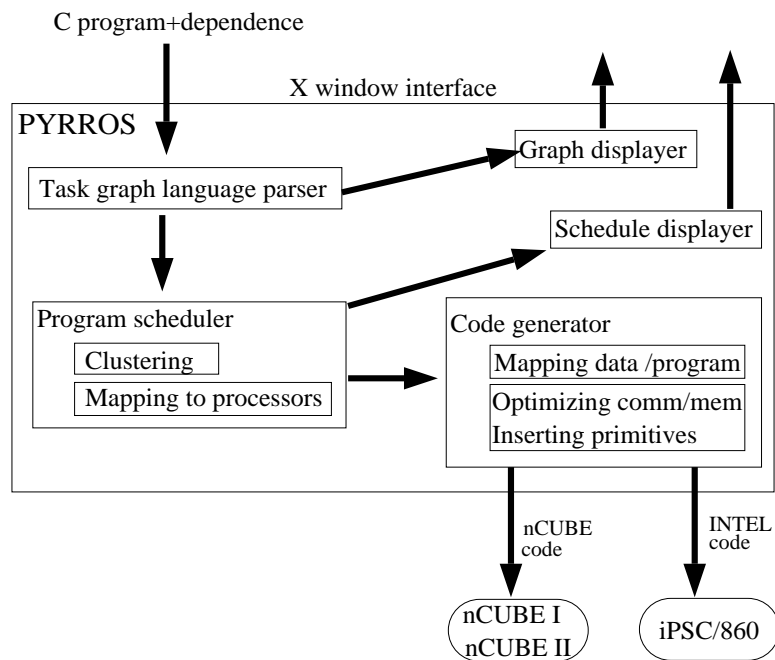 C program+dependence
X window interface
PYRROS
Graph displayer
Task graph language parser
Schedule displayer
Program scheduler
Clustering
Mapping to processors
Code generator
Mapping data /program
Optimizing comm/mem
Inserting primitives
nCUBE
code
INTEL
code
nCUBE I
nCUBE II
iPSC/860